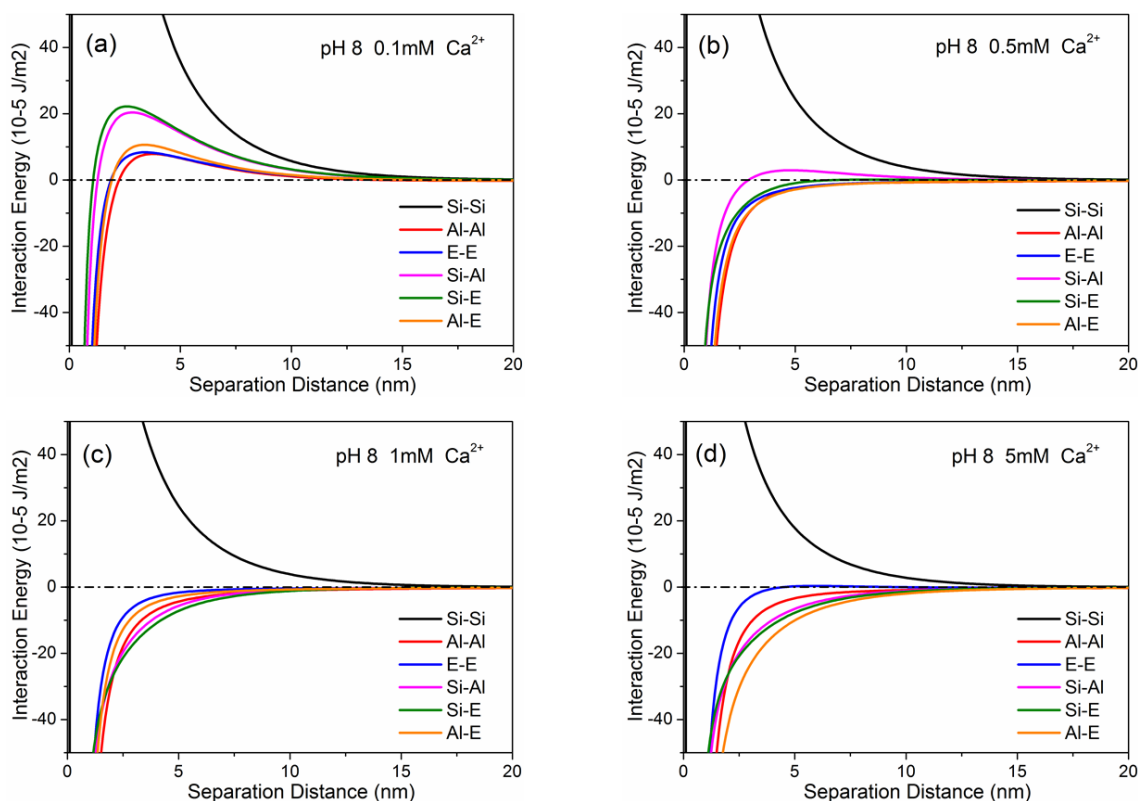 (a)
pH 8 0.1mM Ca²⁺
Interaction Energy (10-5 J/m2)
40
20
0
-20
-40
Si-Si
Al-Al
E-E
Si-Al
Si-E
Al-E
0 5 10 15 20
Separation Distance (nm)
(b)
pH 8 0.5mM Ca²⁺
Interaction Energy (10-5 J/m2)
40
20
0
-20
-40
Si-Si
Al-Al
E-E
Si-Al
Si-E
Al-E
0 5 10 15 20
Separation Distance (nm)
(c)
pH 8 1mM Ca²⁺
Interaction Energy (10-5 J/m2)
40
20
0
-20
-40
Si-Si
Al-Al
E-E
Si-Al
Si-E
Al-E
0 5 10 15 20
Separation Distance (nm)
(d)
pH 8 5mM Ca²⁺
Interaction Energy (10-5 J/m2)
40
20
0
-20
-40
Si-Si
Al-Al
E-E
Si-Al
Si-E
Al-E
0 5 10 15 20
Separation Distance (nm)